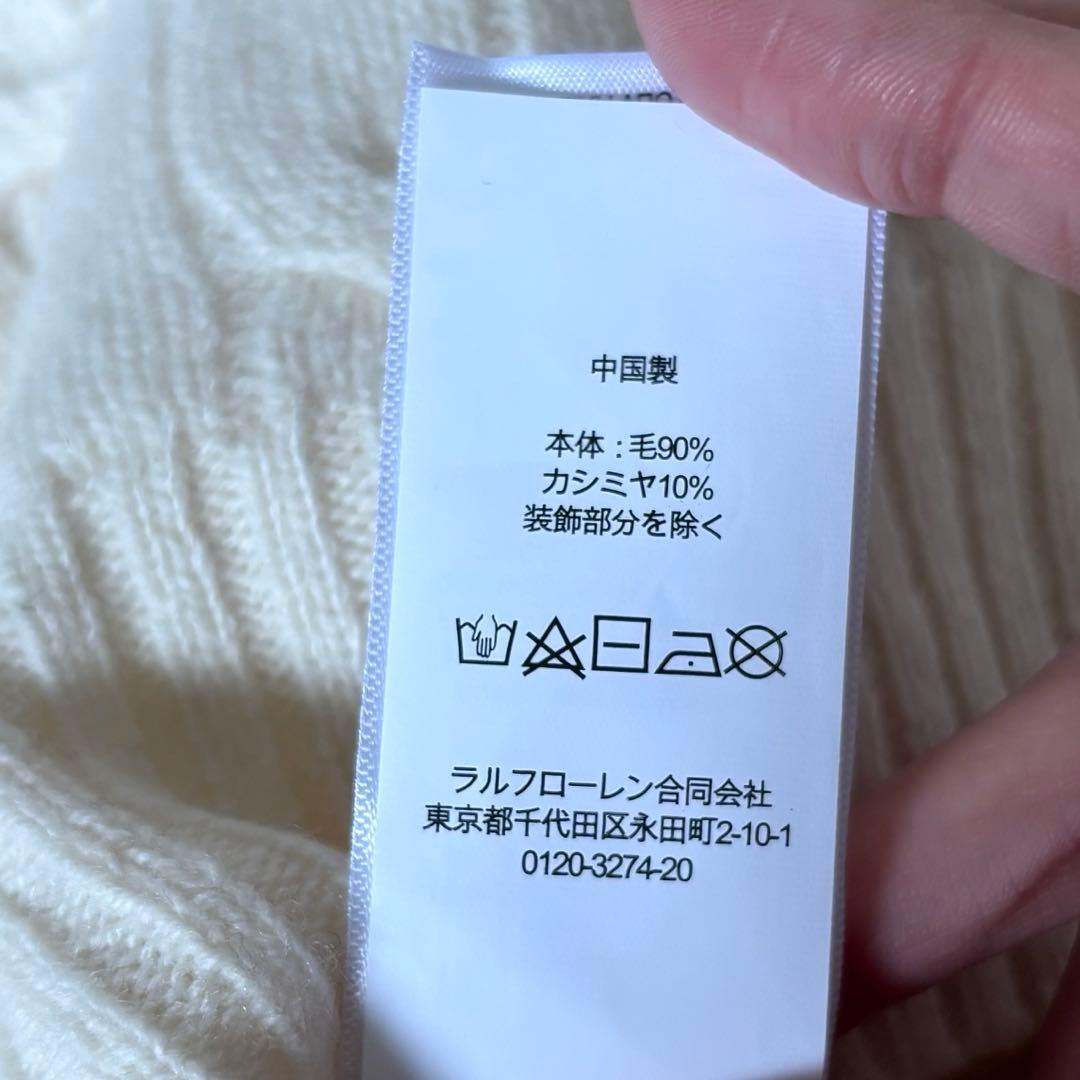 中国製
本体:毛90%
カシミヤ10%
装飾部分を除く
ラルフローレン合同会社
東京都千代田区永田町2-10-1
0120-3274-20